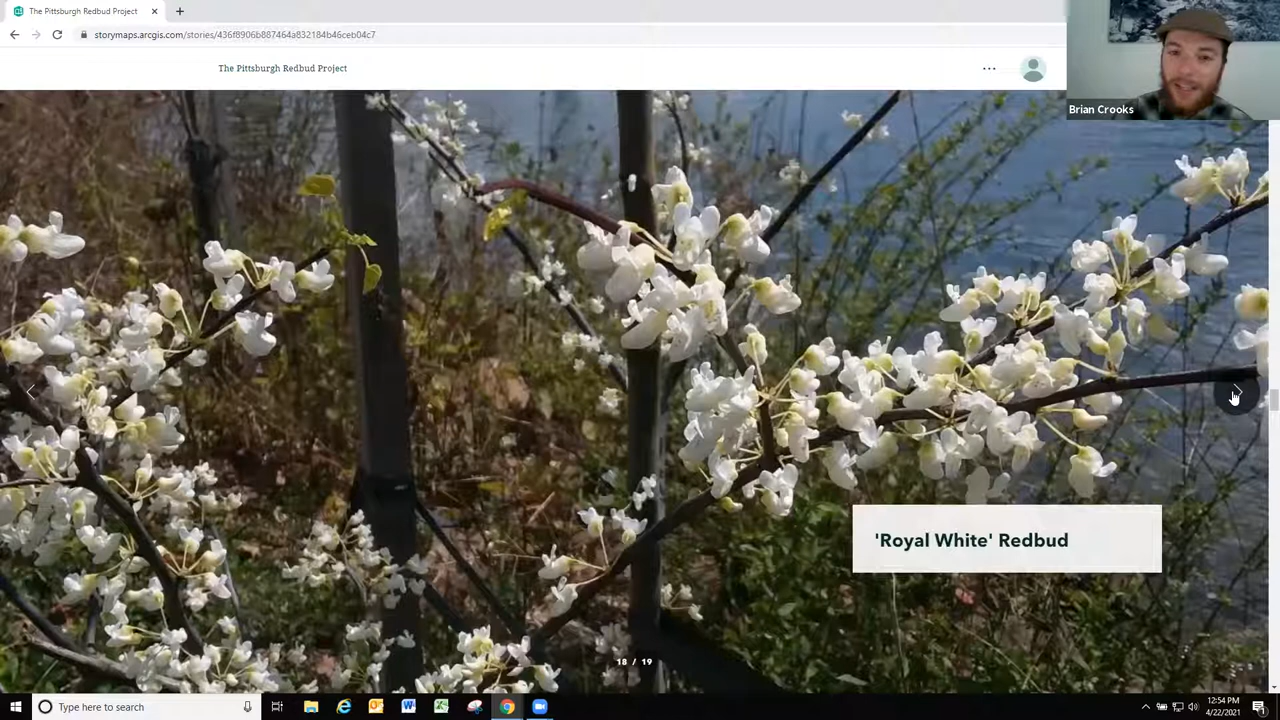 The Pittsburgh Redbud Project
storymaps.arcgis.com/stories/436f8906b887464a832184b46ceb04c7
The Pittsburgh Redbud Project
Brian Crooks
'Royal White' Redbud
18 / 19
Type here to search
12:54 PM
4/22/2021